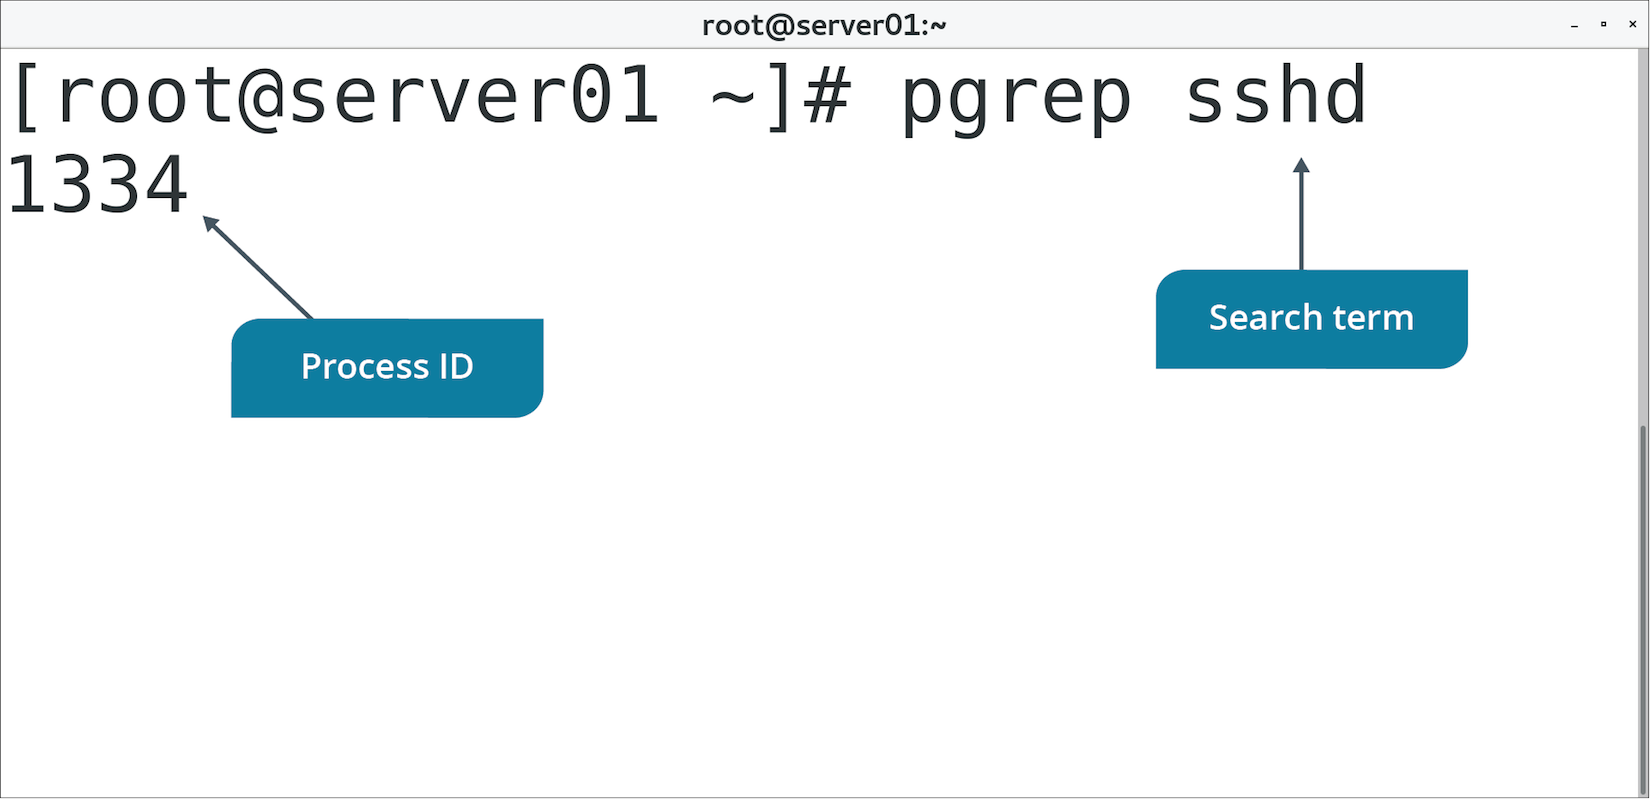 root@server01:~
[root@server01 ~]# pgrep sshd
1334
Search term
Process ID